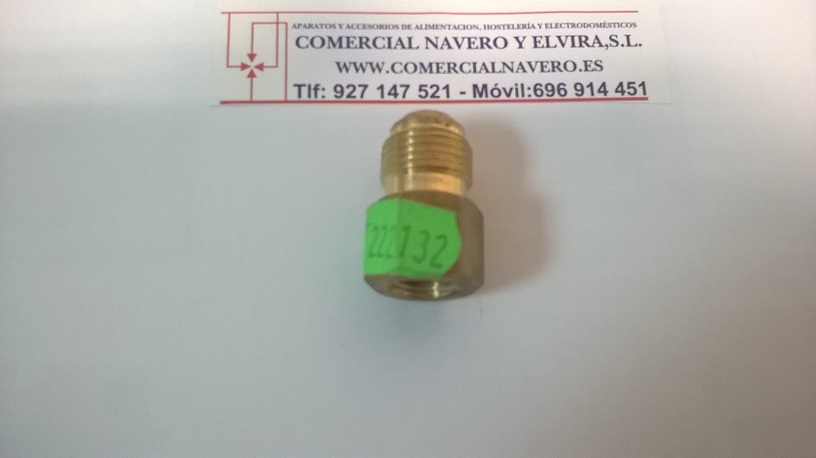 APARATOS Y ACCESORIOS DE ALIMENTACION, HOSTELERÍA Y ELECTRODOMÉSTICOS
COMERCIAL NAVERO Y ELVIRA,S.L.
WWW.COMERCIALNAVERO.ES
Tlf: 927 147 521 - Móvil:696 914 451
222132